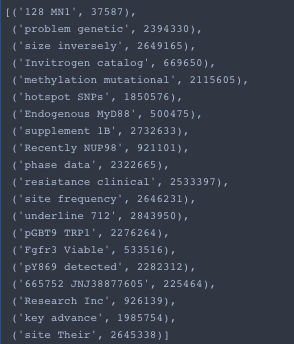 [('128 MN1', 37587),
('problem genetic', 2394330),
('size inversely', 2649165),
('Invitrogen catalog', 669650),
('methylation mutational', 2115605),
('hotspot SNPs', 1850576),
('Endogenous MyD88', 500475),
('supplement 1B', 2732633),
('Recently NUP98', 921101),
('phase data', 2322665),
('resistance clinical', 2533397),
('site frequency', 2646231),
('underline 712', 2843950),
('pGBT9 TRP1', 2276264),
('Fgfr3 Viable', 533516),
('pY869 detected', 2282312),
('665752 JNJ38877605', 225464),
('Research Inc', 926139),
('key advance', 1985754),
('site Their', 2645338)]